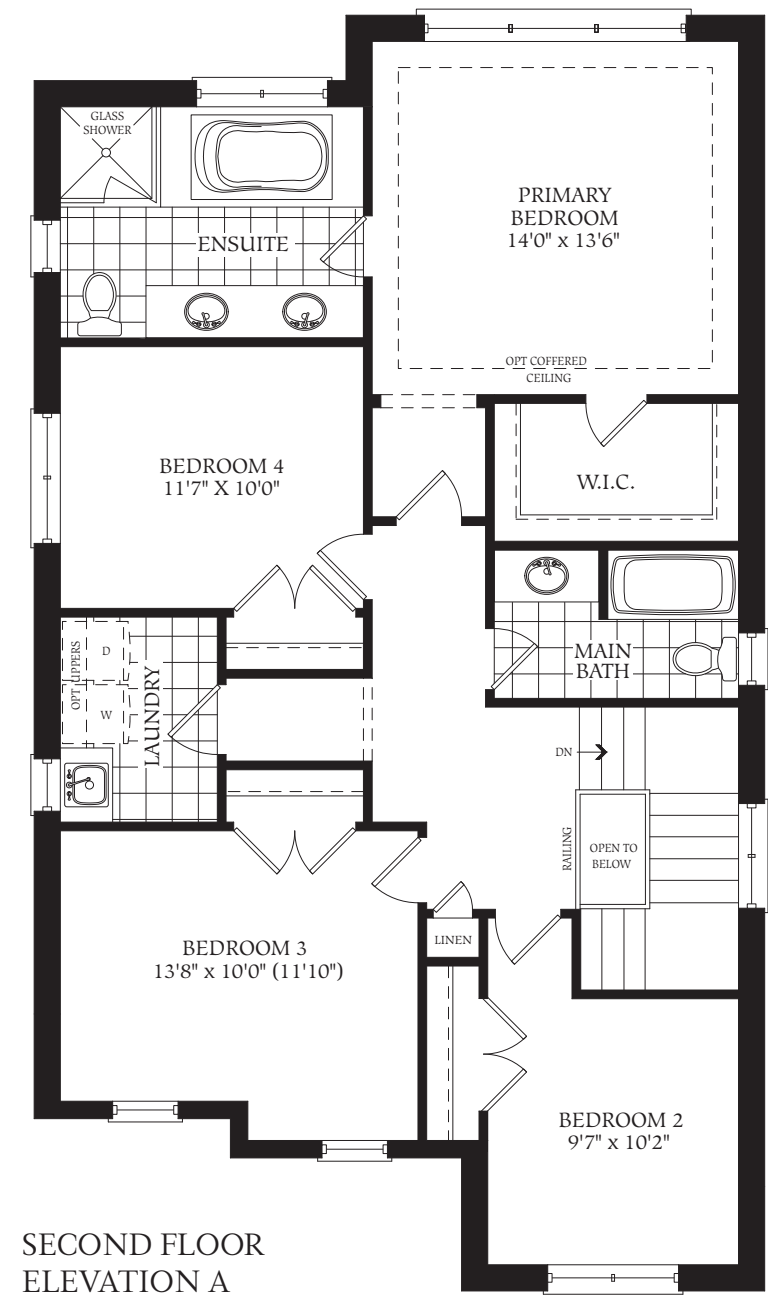 GLASS
SHOWER
ENSUITE
PRIMARY
BEDROOM
14'0" x 13'6"
OPT COFFERED
CEILING
BEDROOM 4
11'7" X 10'0"
W.I.C.
MAIN
BATH
OPT UPPERS
D
W
LAUNDRY
DN
RAILING
OPEN TO
BELOW
LINEN
BEDROOM 3
13'8" x 10'0" (11'10")
BEDROOM 2
9'7" x 10'2"
SECOND FLOOR
ELEVATION A